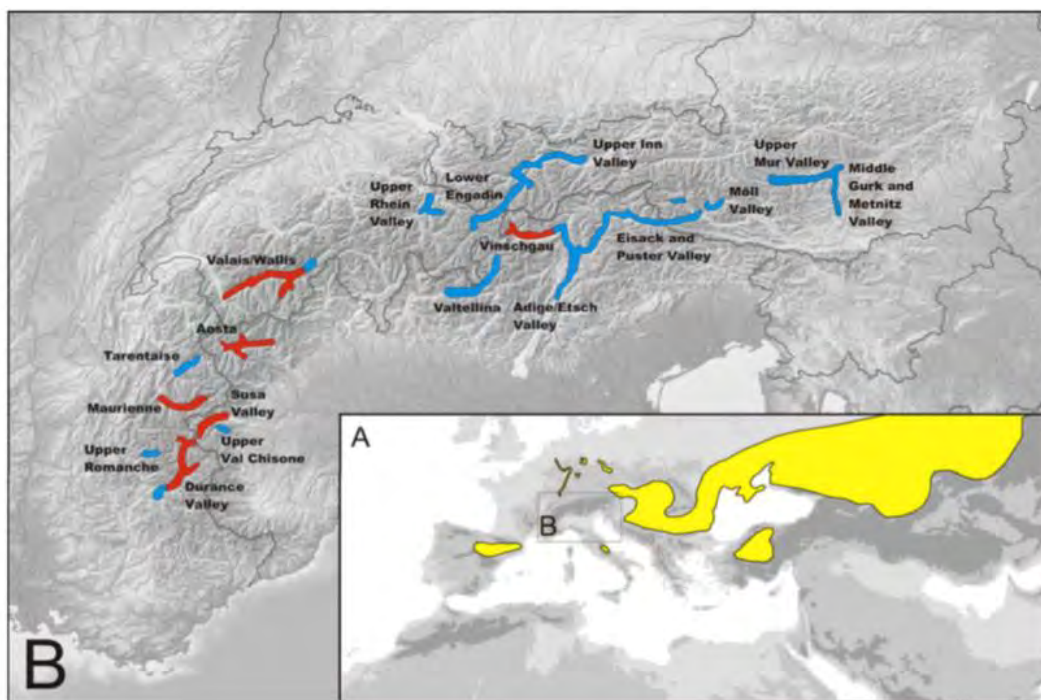 Upper Inn
Valley
Upper
Mur Valley
Middle
Gurk and
Metnitz
Valley
Lower
Engadin
Upper
Rhein
Valley
Möll
Valley
Vinschgau
Eisack and
Puster Valley
Valais/Wallis
Valtellina
Adige/Etsch
Valley
Aosta
Tarentaise
Maurienne
Susa
Valley
Upper
Val Chisone
Upper
Romanche
Durance
Valley
A
B
B